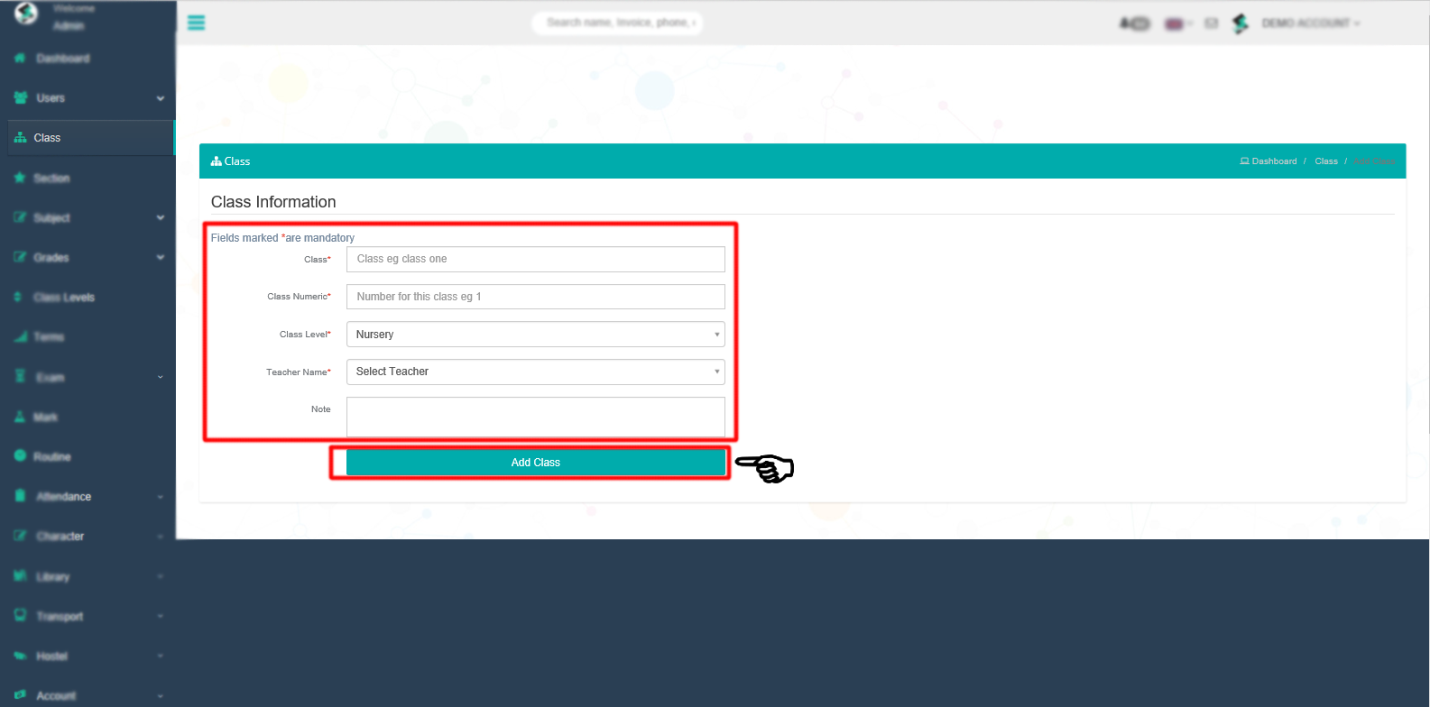 Welcome
Admin
Search name, Invoice, phone,
DEMO ACCOUNT
Dashboard
Users
Class
Section
Subject
Grades
Class Levels
Terms
Exam
Mark
Routine
Attendance
Character
Library
Transport
Hostel
Account
Class
Dashboard / Class /
Class Information
Fields marked *are mandatory
Class* Class eg class one
Class Numeric* Number for this class eg 1
Class Level* Nursery
Teacher Name* Select Teacher
Note
Add Class